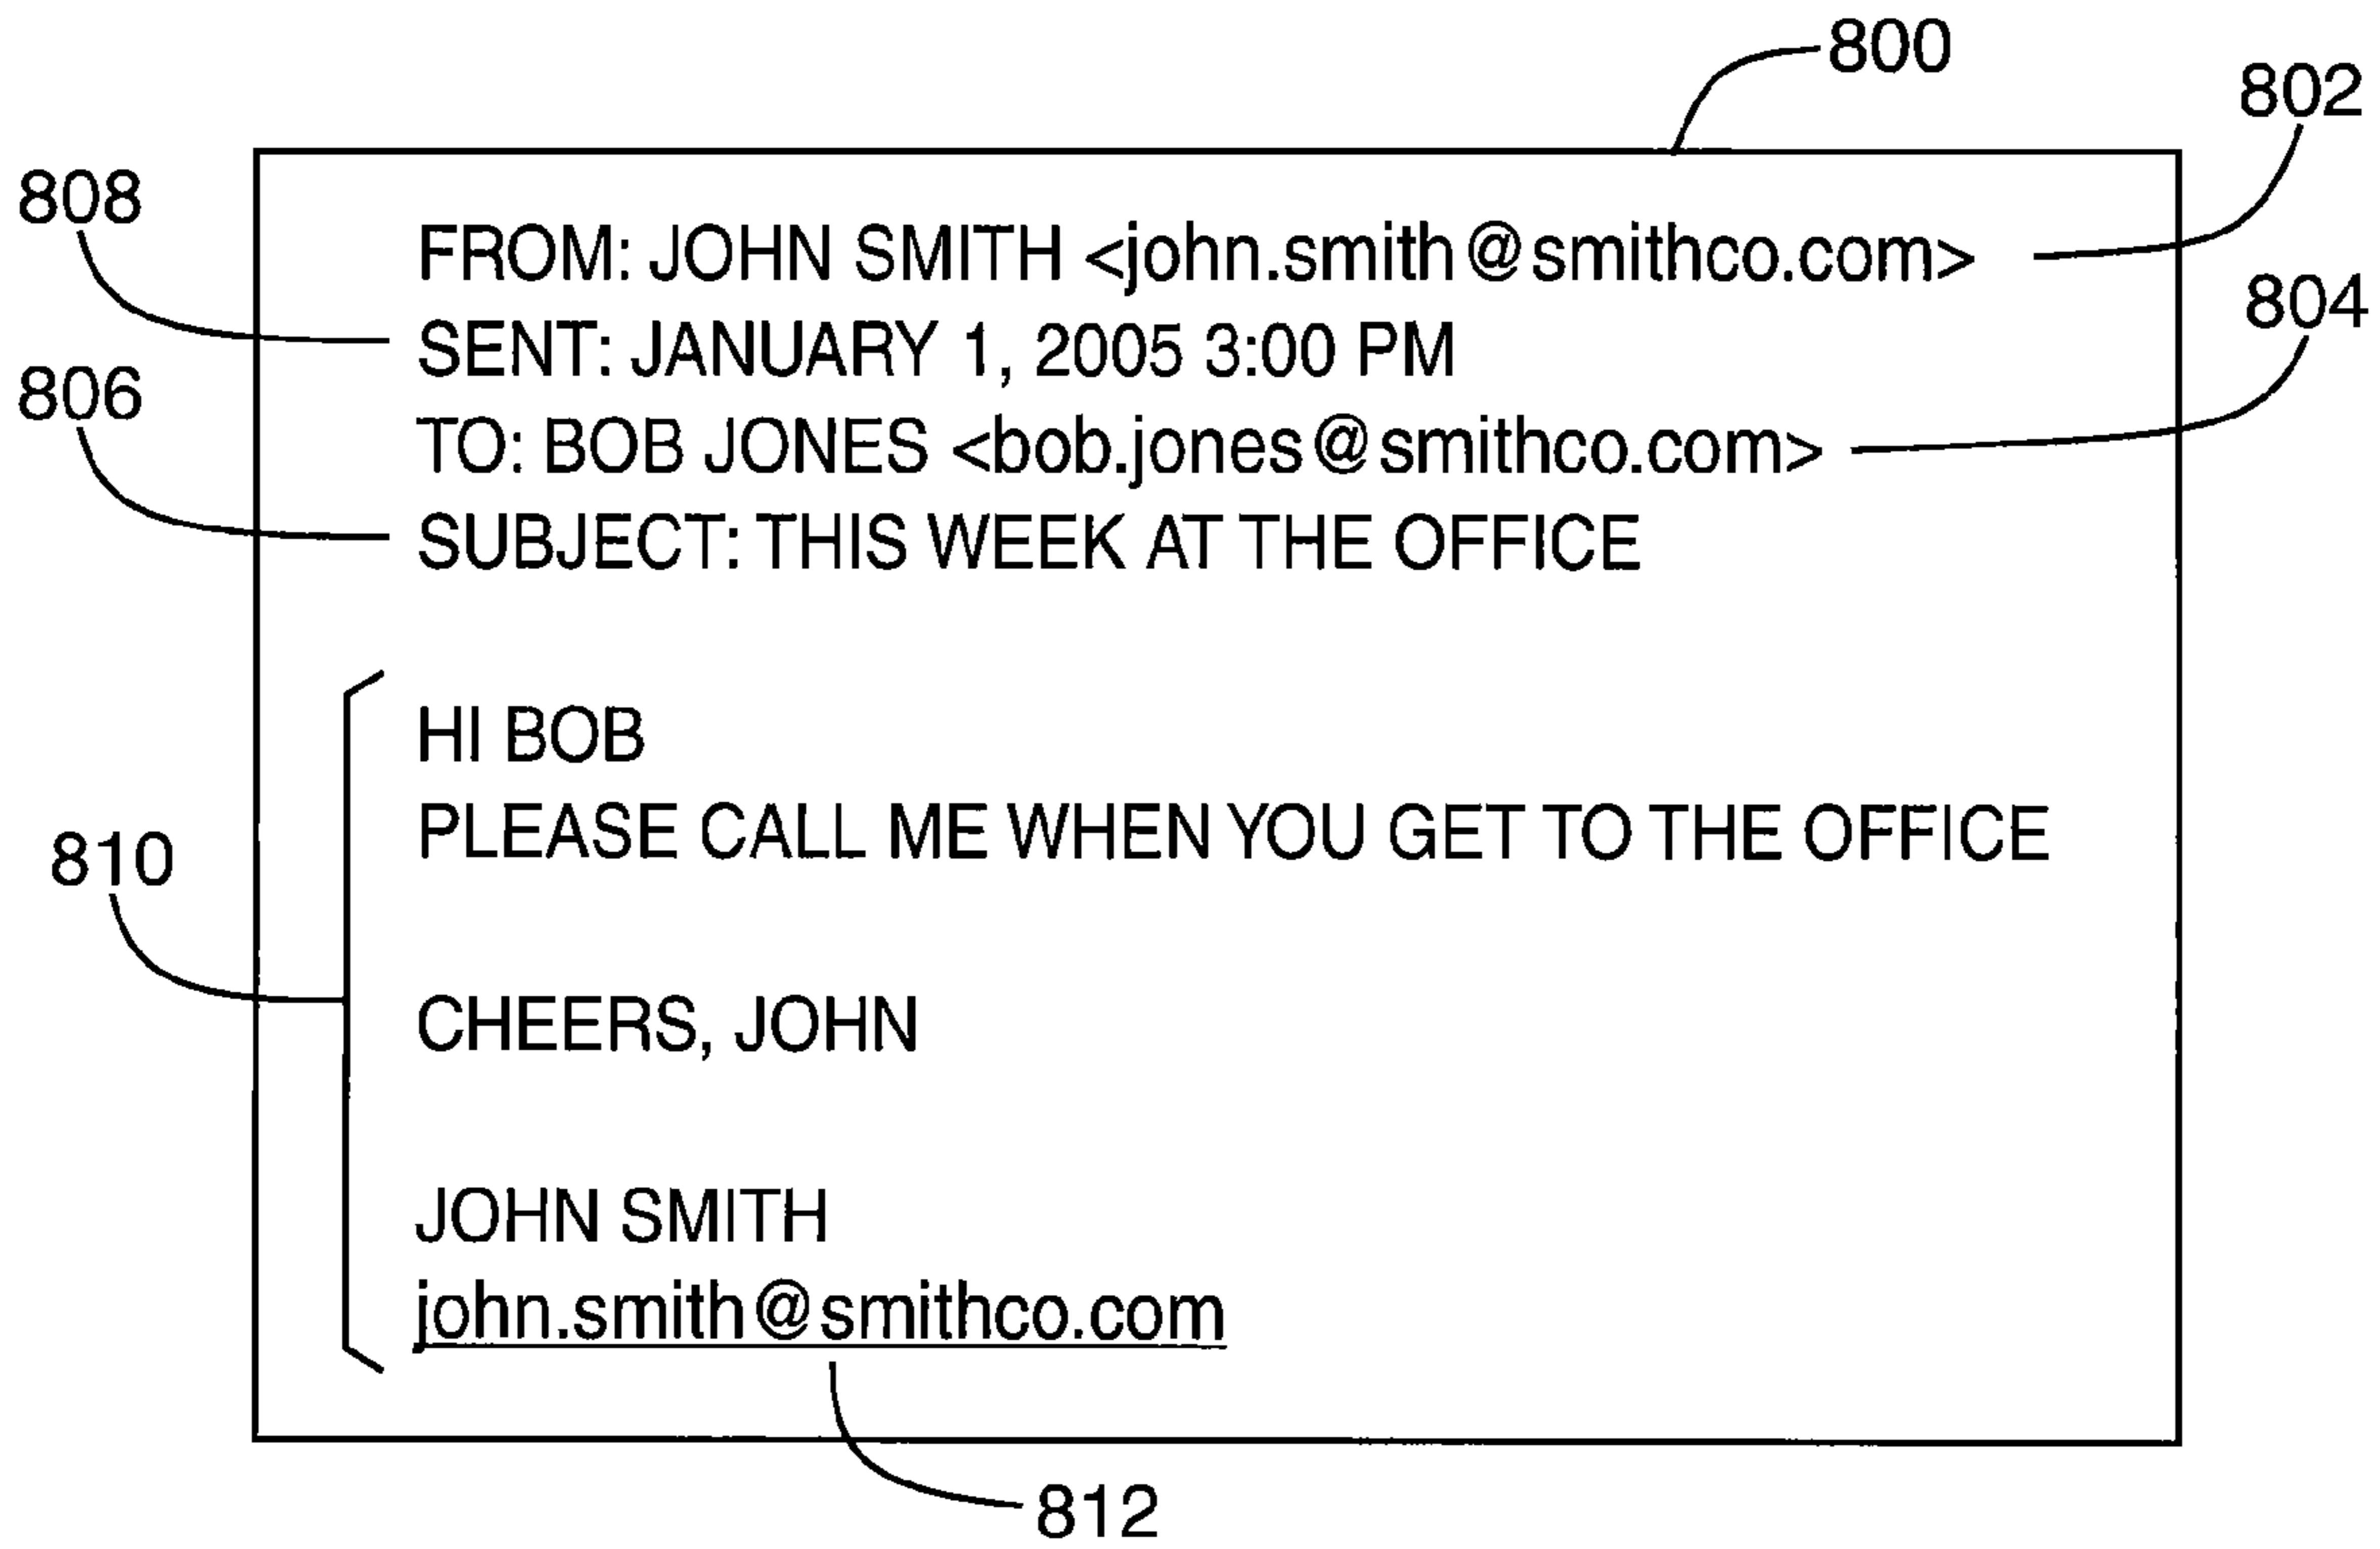 800
802
808
FROM: JOHN SMITH <john.smith@smithco.com>
804
SENT: JANUARY 1, 2005 3:00 PM
806
TO: BOB JONES <bob.jones@smithco.com>
SUBJECT: THIS WEEK AT THE OFFICE
HI BOB
PLEASE CALL ME WHEN YOU GET TO THE OFFICE
810
CHEERS, JOHN
JOHN SMITH
john.smith@smithco.com
812